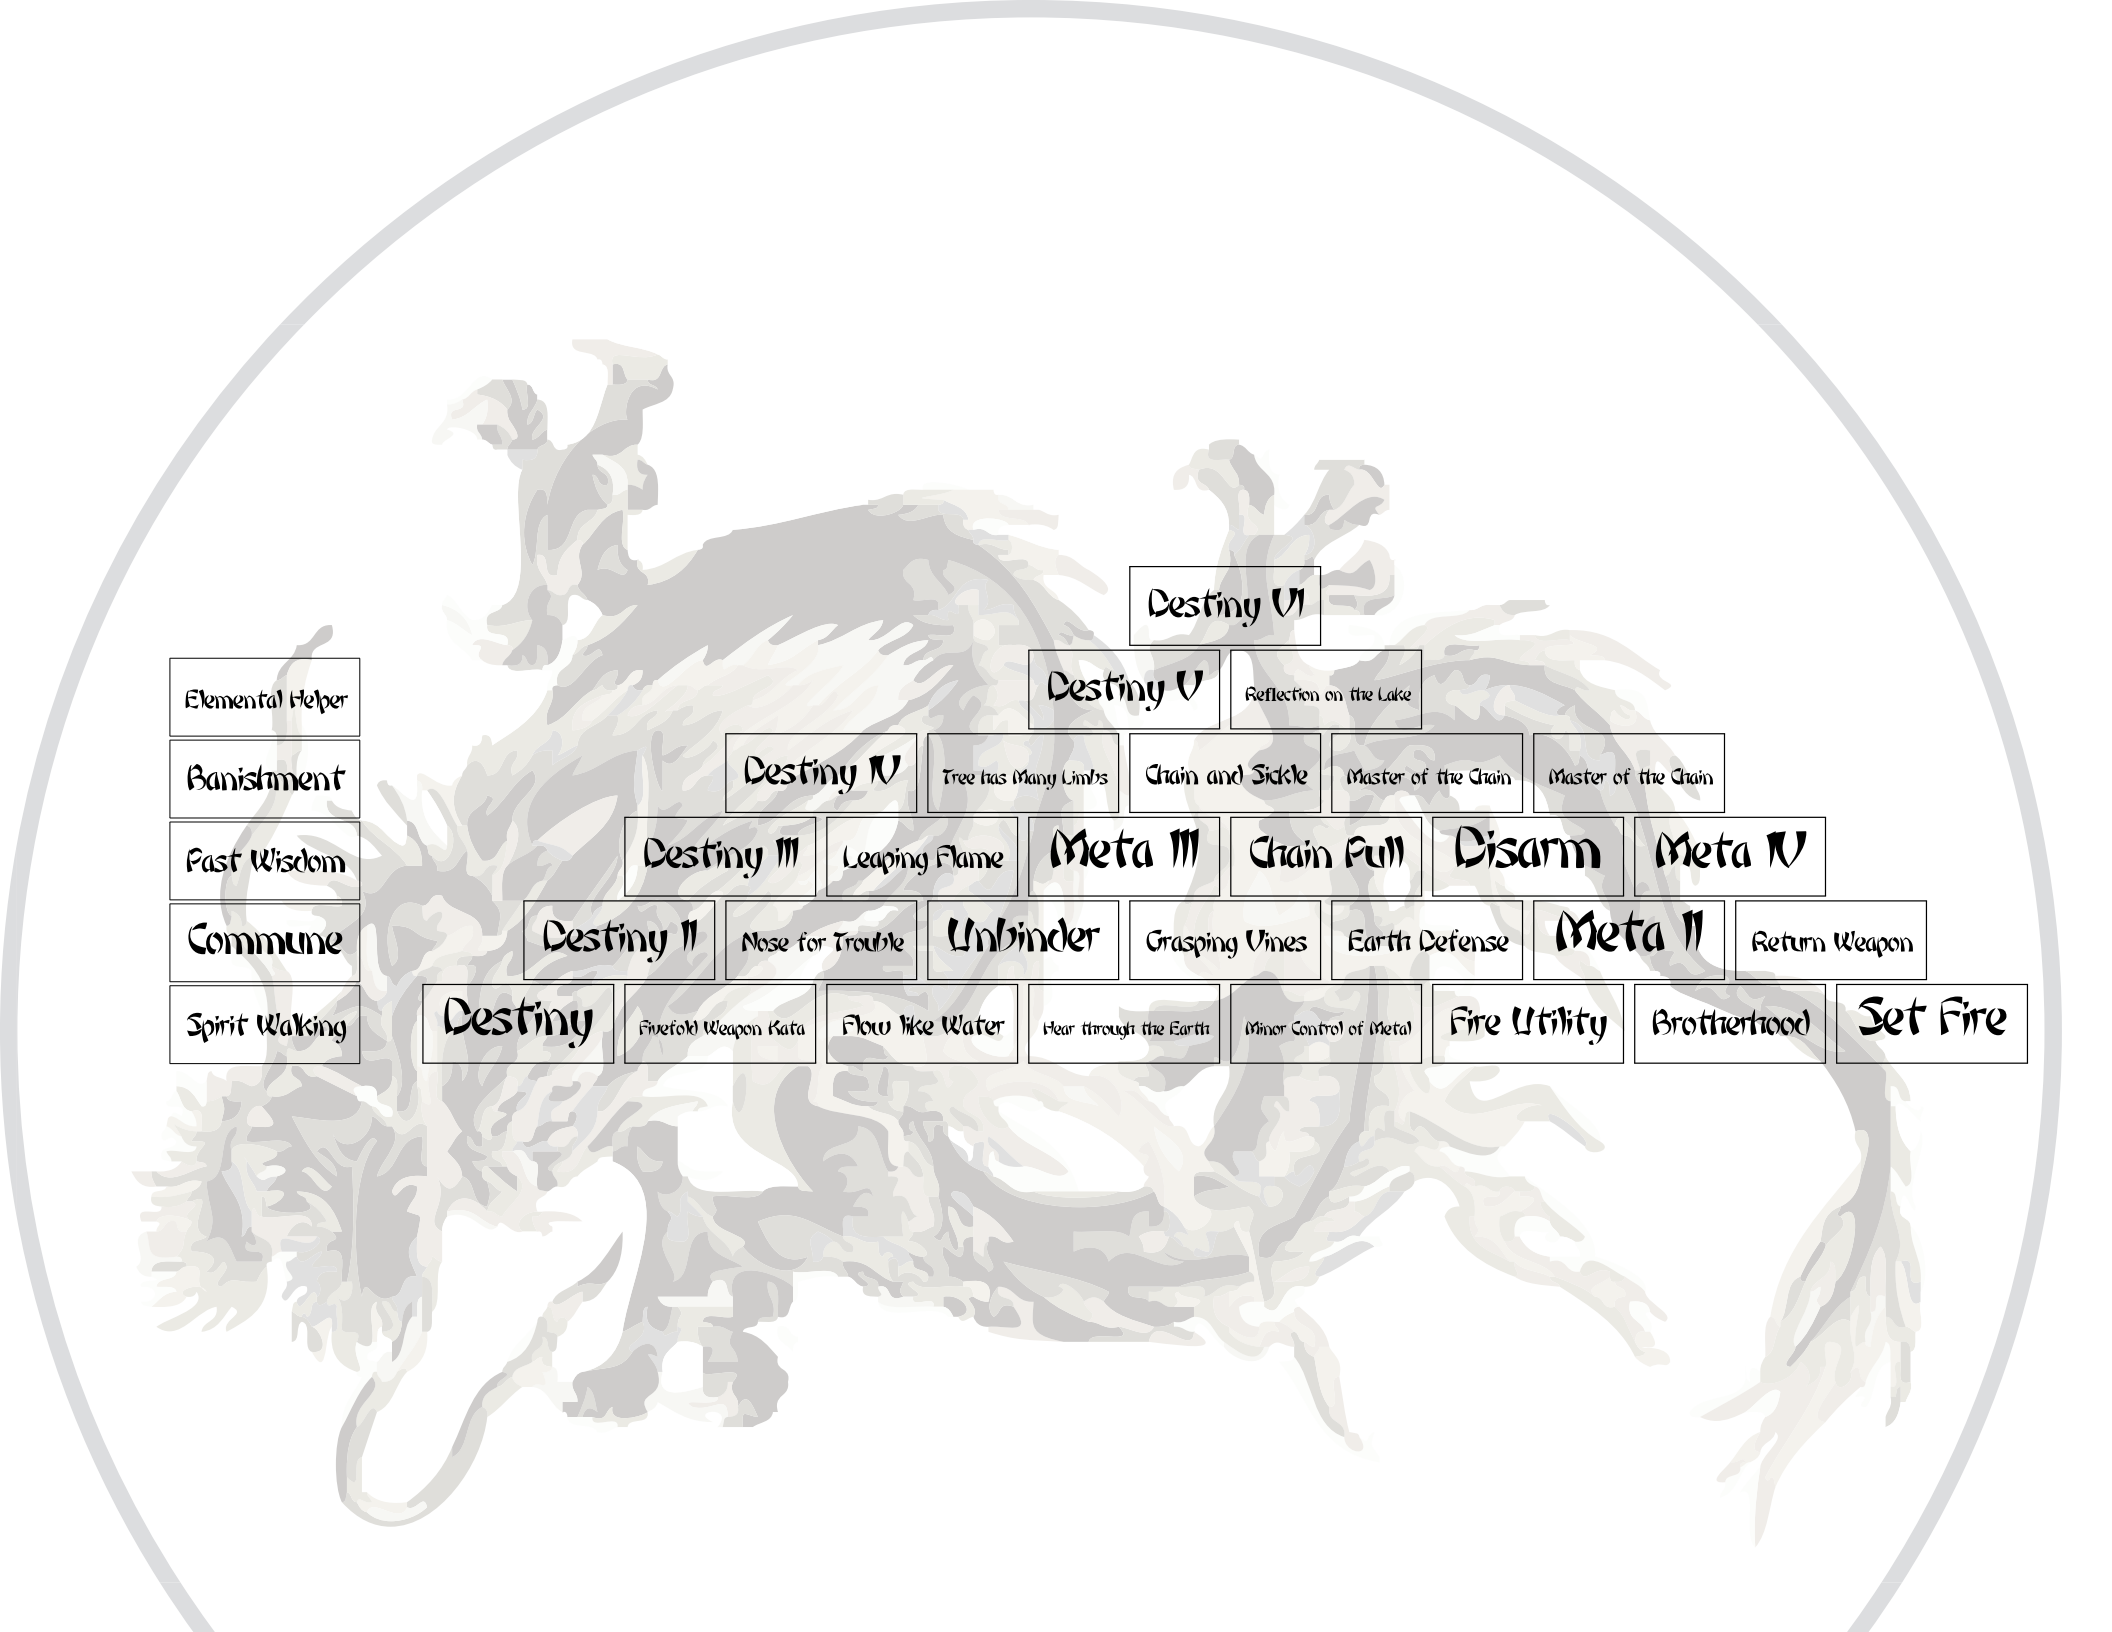 Destiny VI
Destiny V
Reflection on the Lake
Elemental Helper
Destiny IV
Tree has Many Limbs
Chain and Sickle
Master of the Chain
Master of the Chain
Banishment
Destiny III
Leaping Flame
Meta III
Chain Pull
Disarm
Meta IV
Past Wisdom
Destiny II
Nose for Trouble
Unbinder
Grasping Vines
Earth Defense
Meta II
Return Weapon
Commune
Spirit Walking
Destiny
Fivefold Weapon Kata
Flow like Water
Hear through the Earth
Minor Control of Metal
Fire Utility
Brotherhood
Set Fire